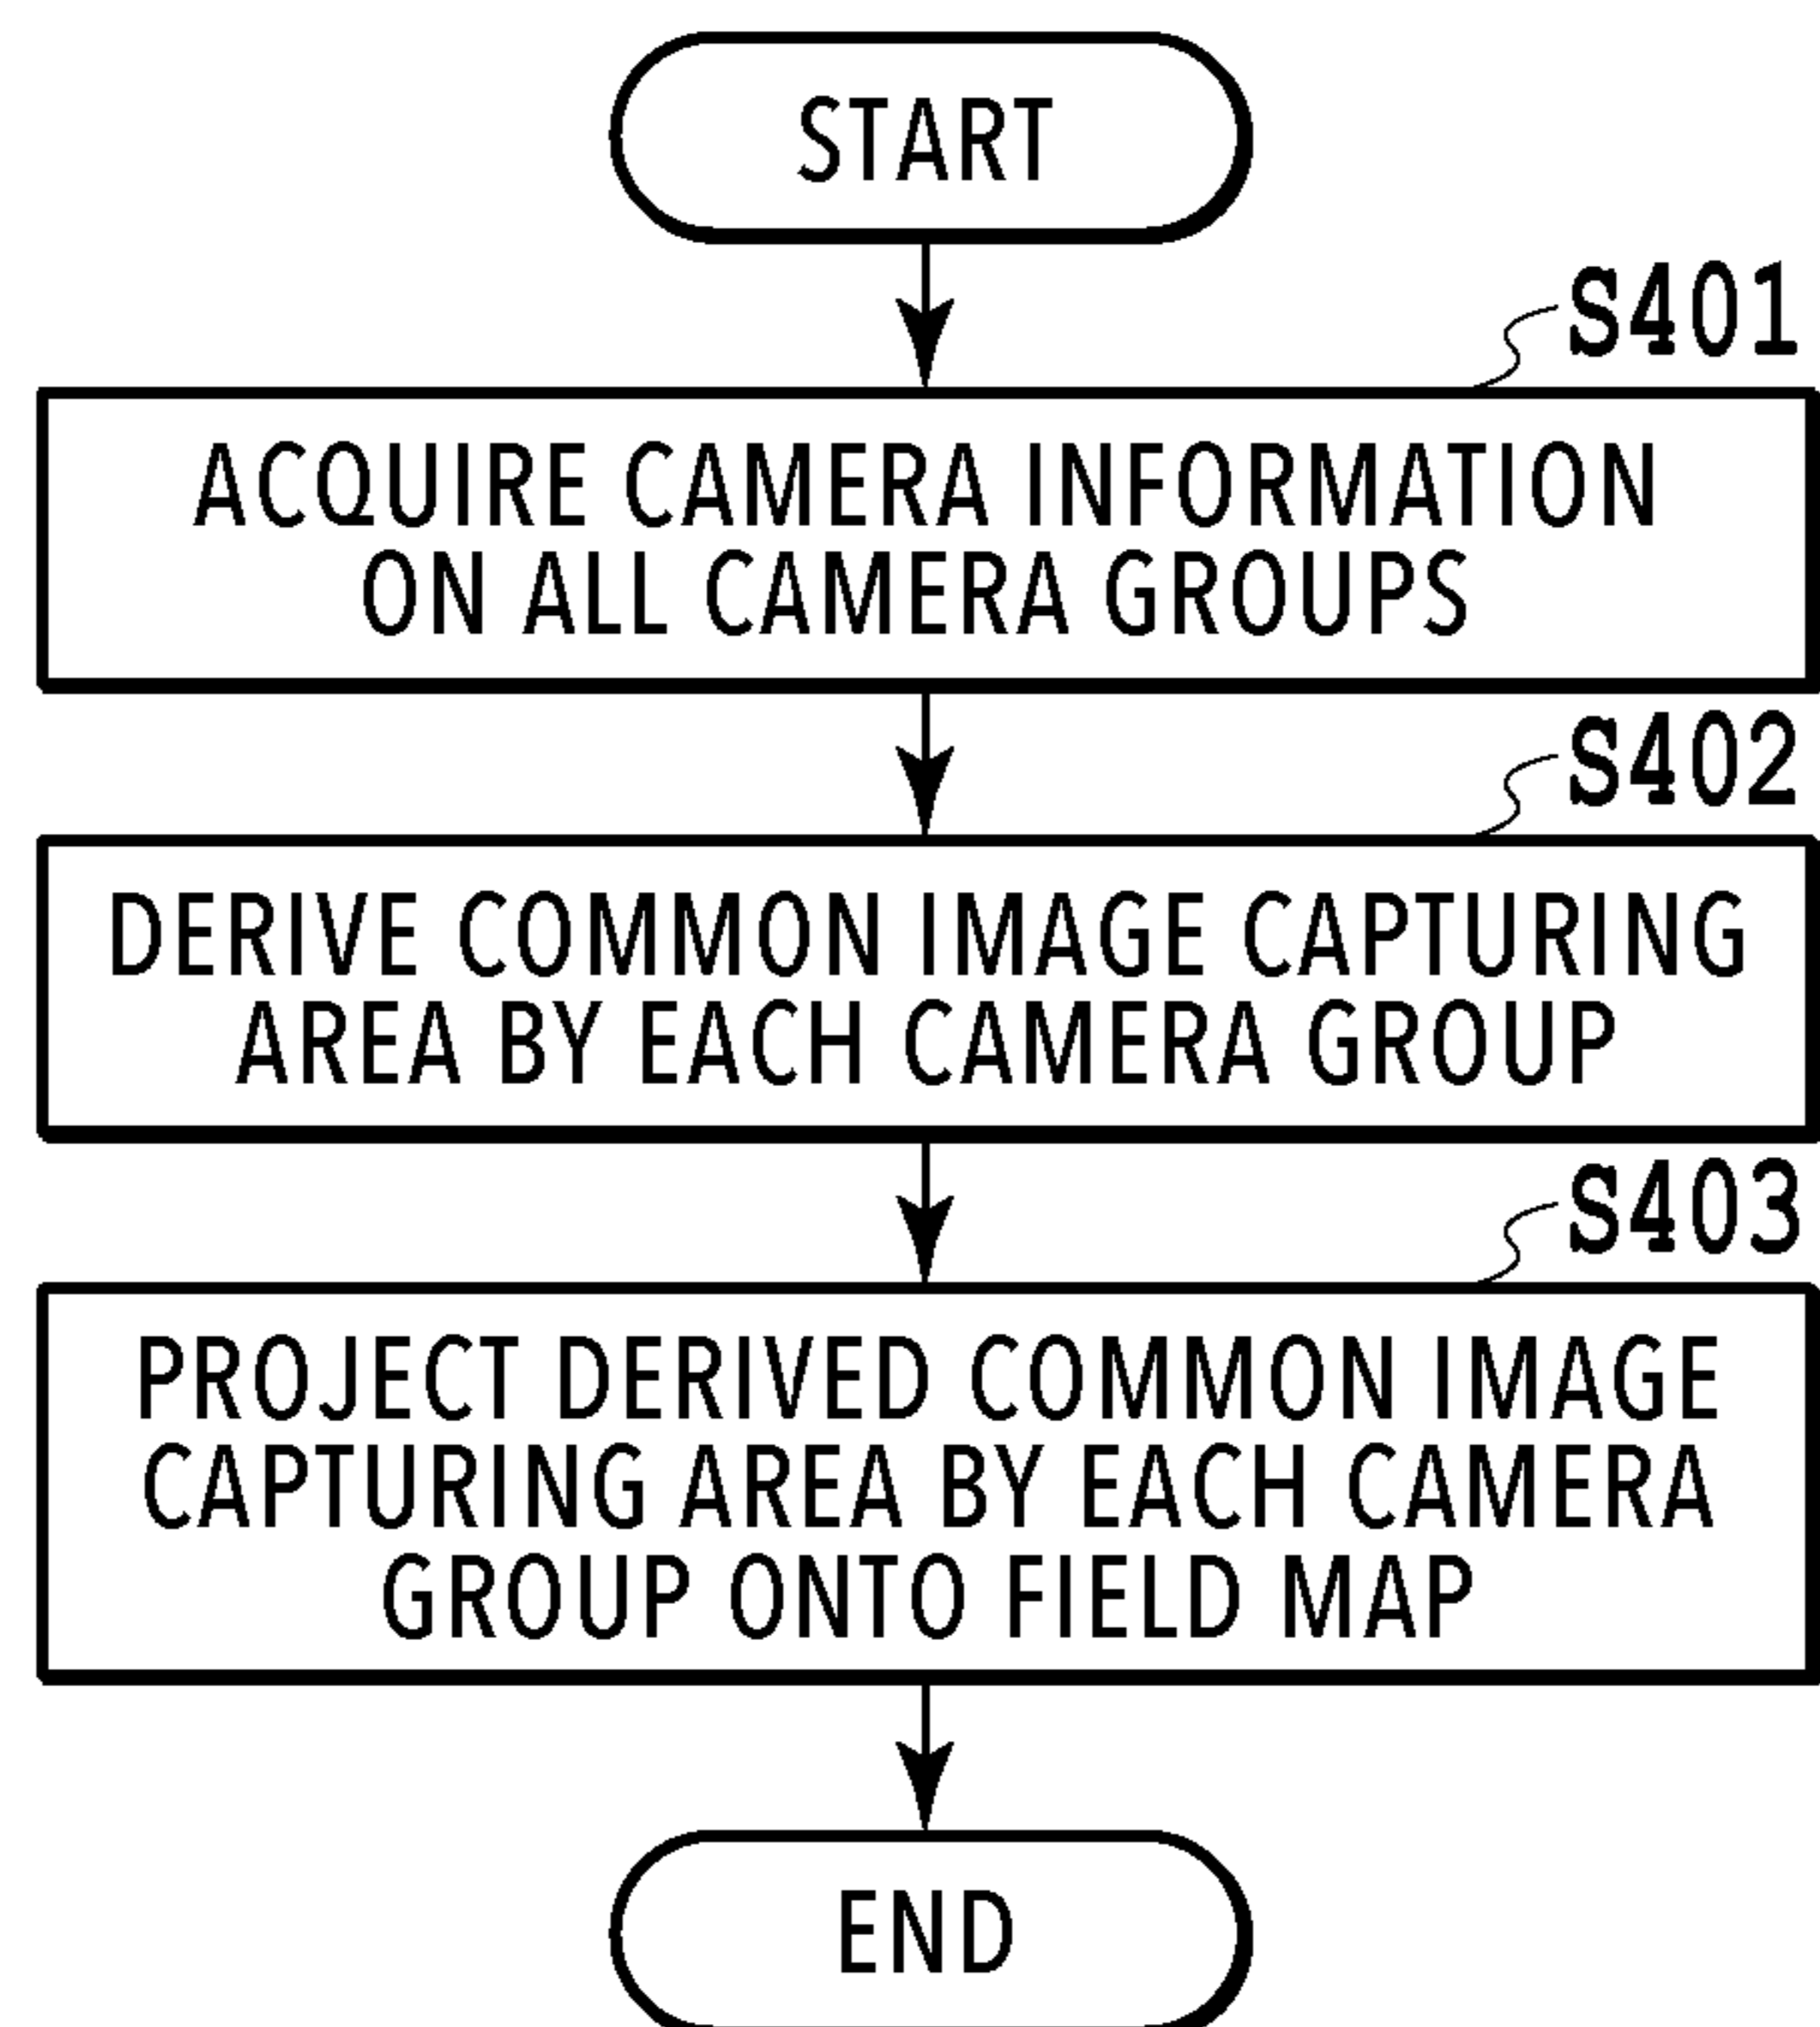 START
S401
ACQUIRE CAMERA INFORMATION
ON ALL CAMERA GROUPS
S402
DERIVE COMMON IMAGE CAPTURING
AREA BY EACH CAMERA GROUP
S403
PROJECT DERIVED COMMON IMAGE
CAPTURING AREA BY EACH CAMERA
GROUP ONTO FIELD MAP
END